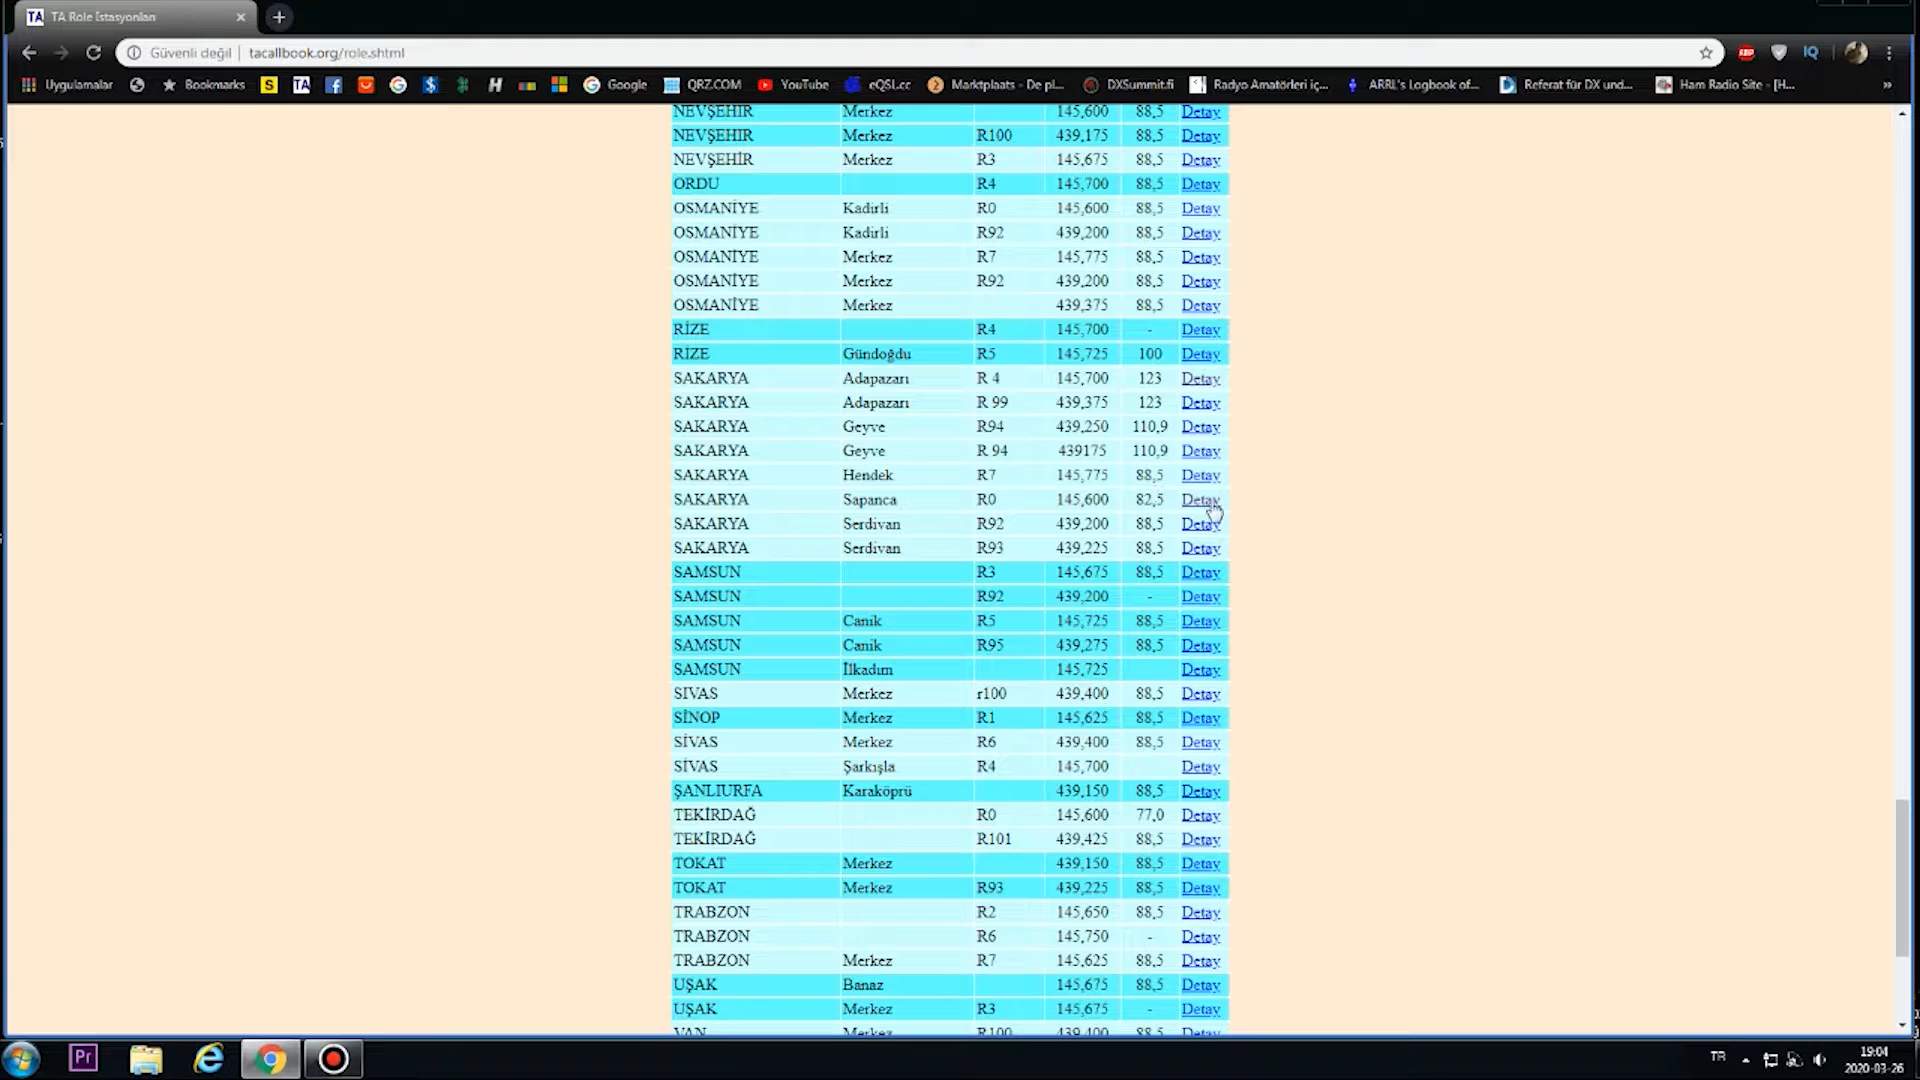 TA TA Role İstasyonları
Güvenli değil | tacallbook.org/role.shtml
ABP IQ
Uygulamalar Bookmarks S TA Google QRZ.COM YouTube eQSL.cc Marktplaats - De pl... DXSummit.fi Radyo Amatörleri iç... ARRL's Logbook of... Referat für DX und... Ham Radio Site - [H... »
NEVŞEHİR Merkez 145,600 88,5 Detay
NEVŞEHİR Merkez R100 439,175 88,5 Detay
NEVŞEHİR Merkez R3 145,675 88,5 Detay
ORDU R4 145,700 88,5 Detay
OSMANİYE Kadirli R0 145,600 88,5 Detay
OSMANİYE Kadirli R92 439,200 88,5 Detay
OSMANİYE Merkez R7 145,775 88,5 Detay
OSMANİYE Merkez R92 439,200 88,5 Detay
OSMANİYE Merkez 439,375 88,5 Detay
RİZE R4 145,700 - Detay
RİZE Gündoğdu R5 145,725 100 Detay
SAKARYA Adapazarı R 4 145,700 123 Detay
SAKARYA Adapazarı R 99 439,375 123 Detay
SAKARYA Geyve R94 439,250 110,9 Detay
SAKARYA Geyve R 94 439175 110,9 Detay
SAKARYA Hendek R7 145,775 88,5 Detay
SAKARYA Sapanca R0 145,600 82,5 Detay
SAKARYA Serdivan R92 439,200 88,5 Detay
SAKARYA Serdivan R93 439,225 88,5 Detay
SAMSUN R3 145,675 88,5 Detay
SAMSUN R92 439,200 - Detay
SAMSUN Canik R5 145,725 88,5 Detay
SAMSUN Canik R95 439,275 88,5 Detay
SAMSUN İlkadım 145,725 Detay
SIVAS Merkez r100 439,400 88,5 Detay
SİNOP Merkez R1 145,625 88,5 Detay
SİVAS Merkez R6 439,400 88,5 Detay
SİVAS Şarkışla R4 145,700 Detay
ŞANLIURFA Karaköprü 439,150 88,5 Detay
TEKİRDAĞ R0 145,600 77,0 Detay
TEKİRDAĞ R101 439,425 88,5 Detay
TOKAT Merkez 439,150 88,5 Detay
TOKAT Merkez R93 439,225 88,5 Detay
TRABZON R2 145,650 88,5 Detay
TRABZON R6 145,750 - Detay
TRABZON Merkez R7 145,625 88,5 Detay
UŞAK Banaz 145,675 88,5 Detay
UŞAK Merkez R3 145,675 - Detay
VAN Merkez R100 439,400 88,5 Detay
Pr TR 19:04
2020-03-26